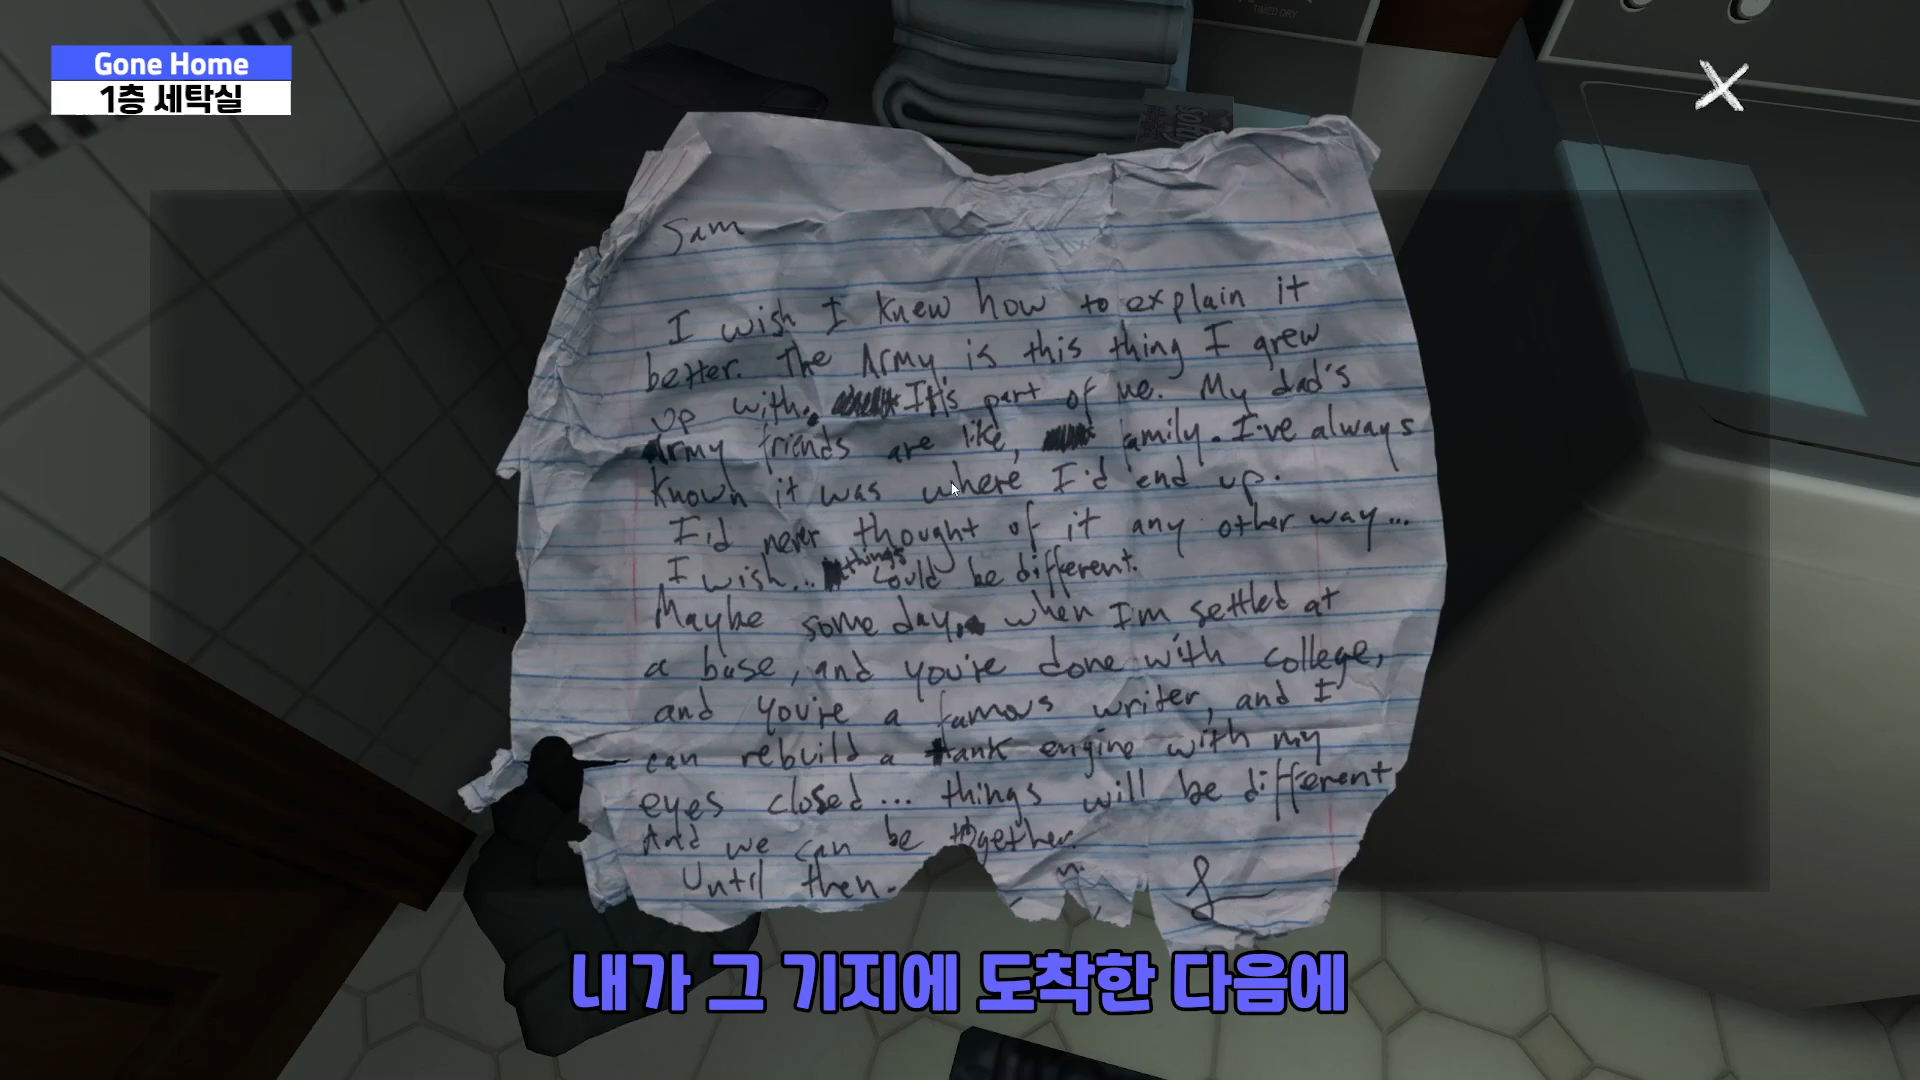 TIMED DRY
Gone Home
1층 세탁실
Sam
I wish I knew how to explain it
better. The Army is this thing I grew
up with. It's part of me. My dad's
Army friends are like, family. I've always
known it was where I'd end up.
I'd never thought of it any other way...
I wish... things could be different.
Maybe some day, when I'm settled at
a base, and you're done with college,
and you're a famous writer, and I
can rebuild a tank engine with my
eyes closed... things will be different
And we can be together.
Until then.
내가 그 기지에 도착한 다음에